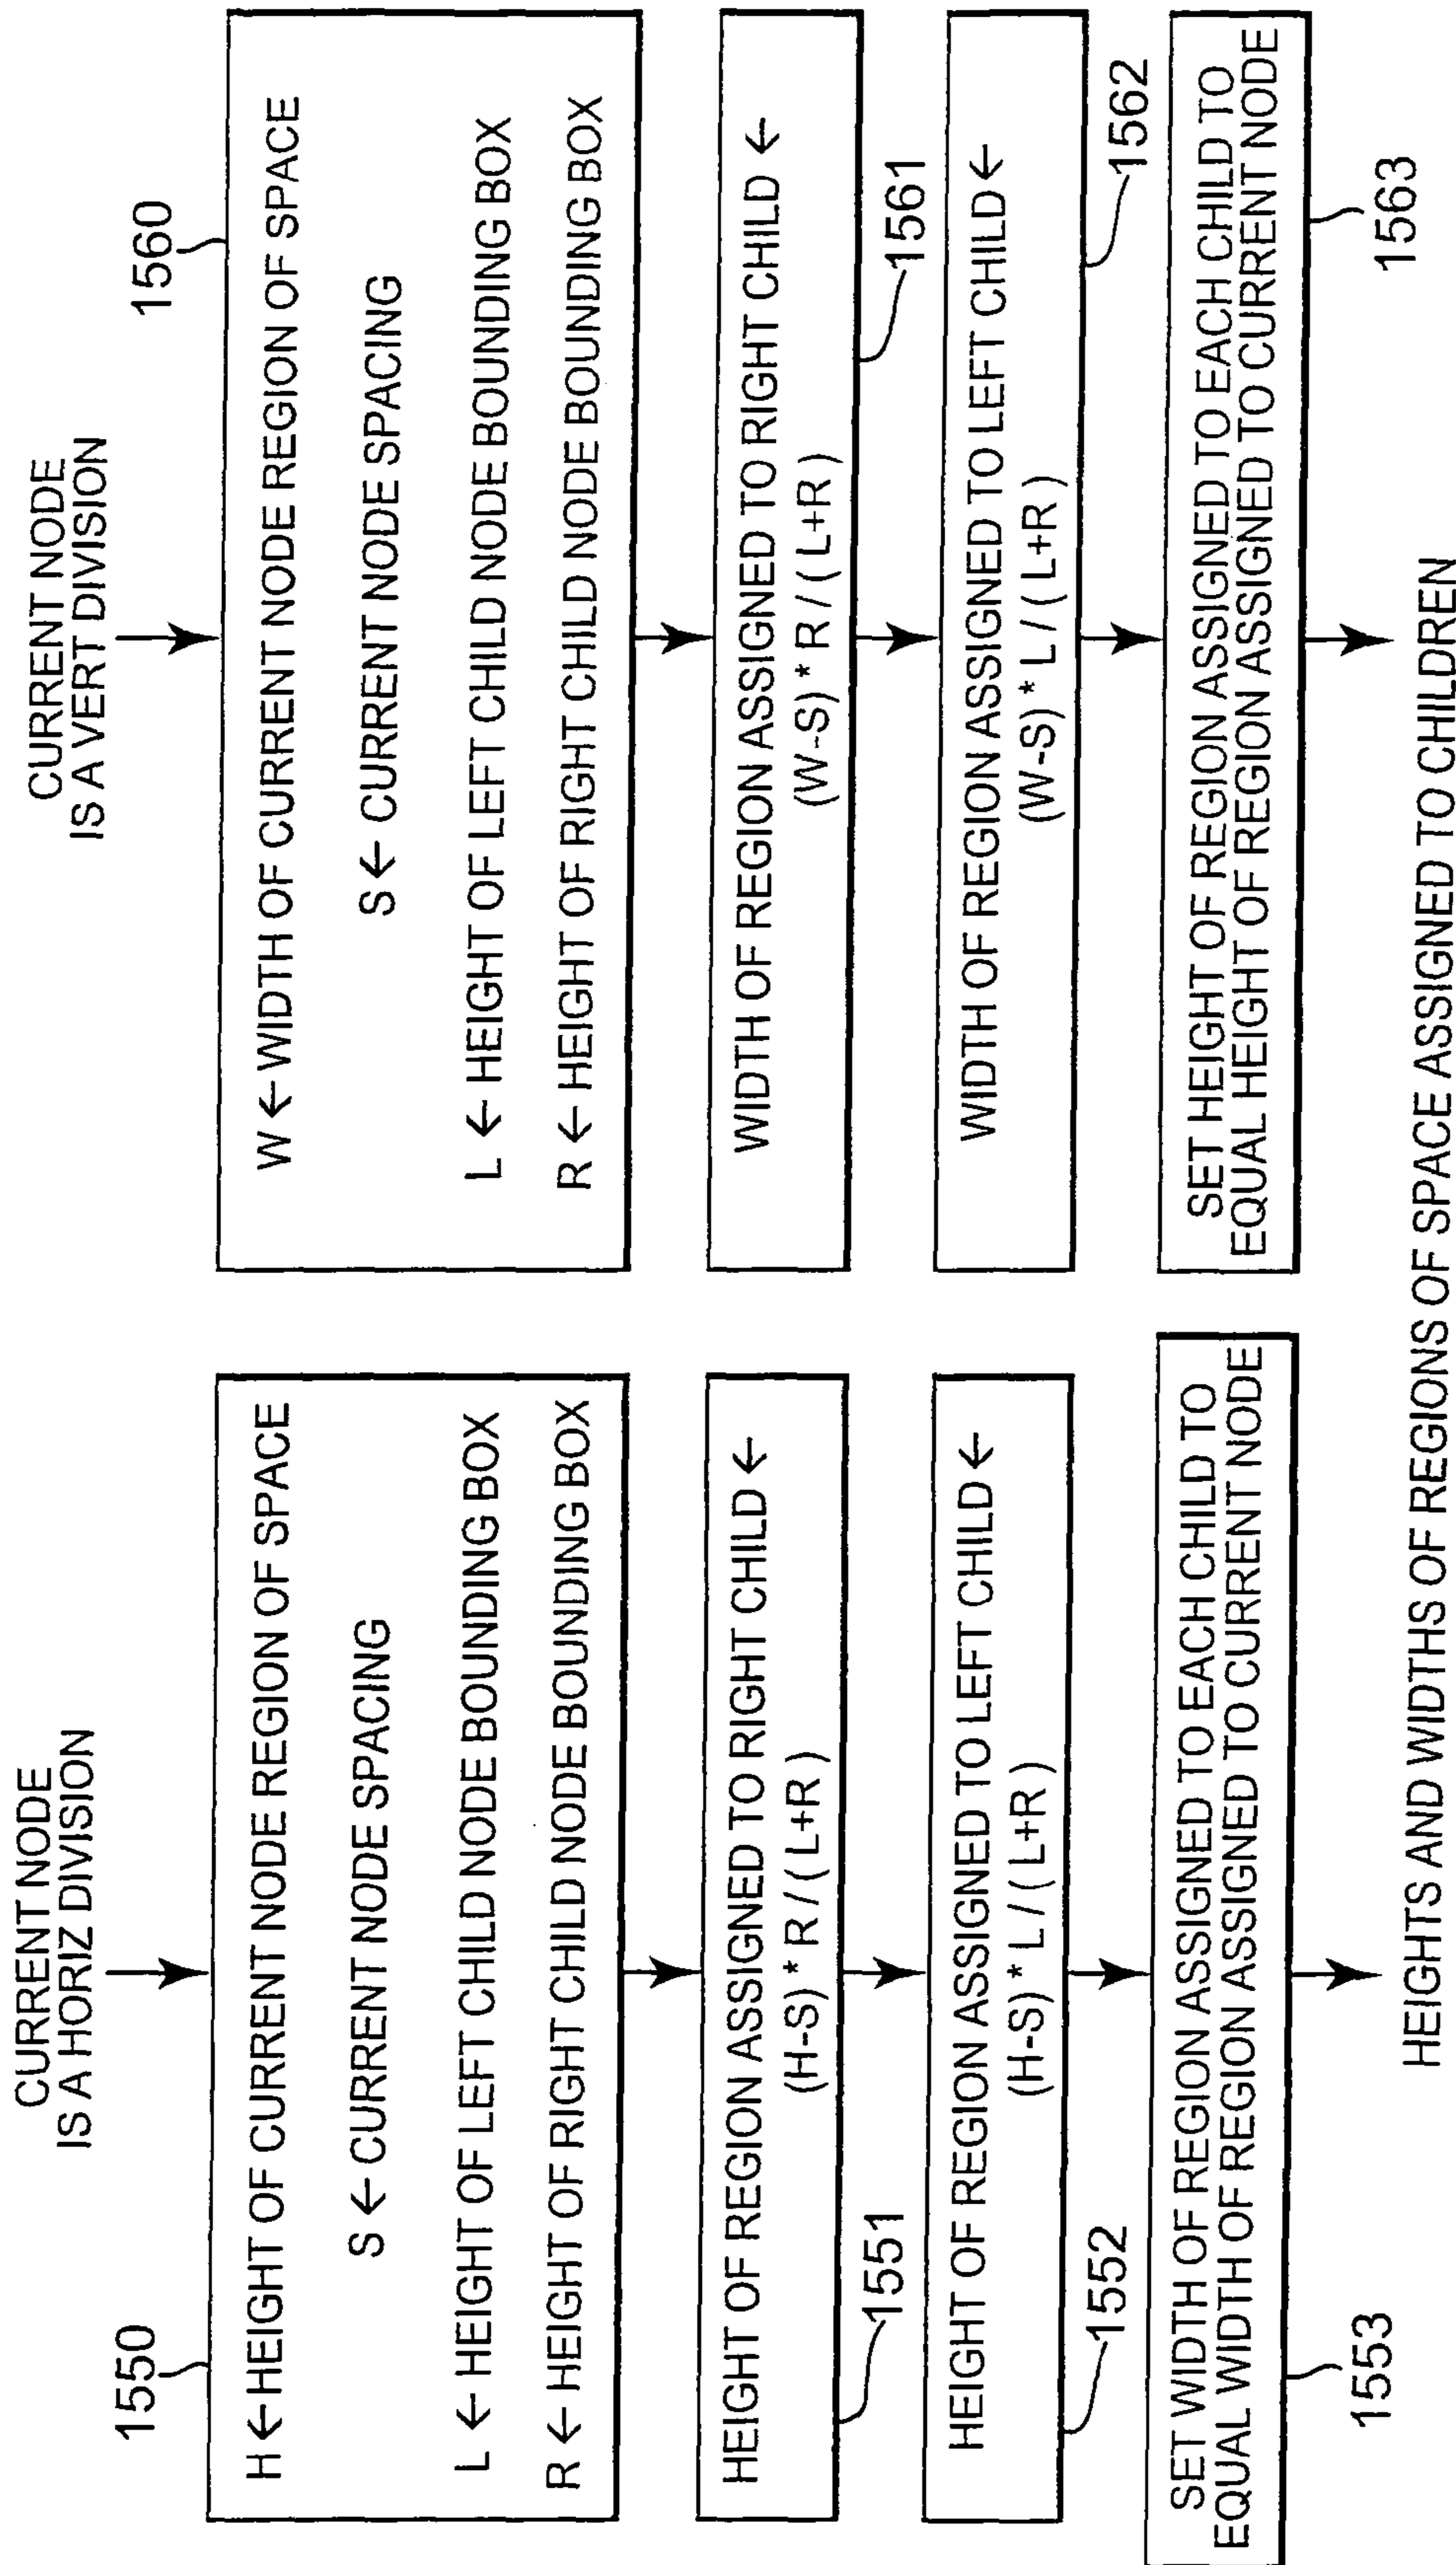 CURRENT NODE
IS A HORIZ DIVISION
1550
H ← HEIGHT OF CURRENT NODE REGION OF SPACE
S ← CURRENT NODE SPACING
L ← HEIGHT OF LEFT CHILD NODE BOUNDING BOX
R ← HEIGHT OF RIGHT CHILD NODE BOUNDING BOX
HEIGHT OF REGION ASSIGNED TO RIGHT CHILD ←
(H-S) * R / ( L+R )
1551
HEIGHT OF REGION ASSIGNED TO LEFT CHILD ←
(H-S) * L / ( L+R )
1552
SET WIDTH OF REGION ASSIGNED TO EACH CHILD TO
EQUAL WIDTH OF REGION ASSIGNED TO CURRENT NODE
1553
CURRENT NODE
IS A VERT DIVISION
1560
W ← WIDTH OF CURRENT NODE REGION OF SPACE
S ← CURRENT NODE SPACING
L ← HEIGHT OF LEFT CHILD NODE BOUNDING BOX
R ← HEIGHT OF RIGHT CHILD NODE BOUNDING BOX
WIDTH OF REGION ASSIGNED TO RIGHT CHILD ←
(W-S) * R / ( L+R )
1561
WIDTH OF REGION ASSIGNED TO LEFT CHILD ←
(W-S) * L / ( L+R )
1562
SET HEIGHT OF REGION ASSIGNED TO EACH CHILD TO
EQUAL HEIGHT OF REGION ASSIGNED TO CURRENT NODE
1563
HEIGHTS AND WIDTHS OF REGIONS OF SPACE ASSIGNED TO CHILDREN